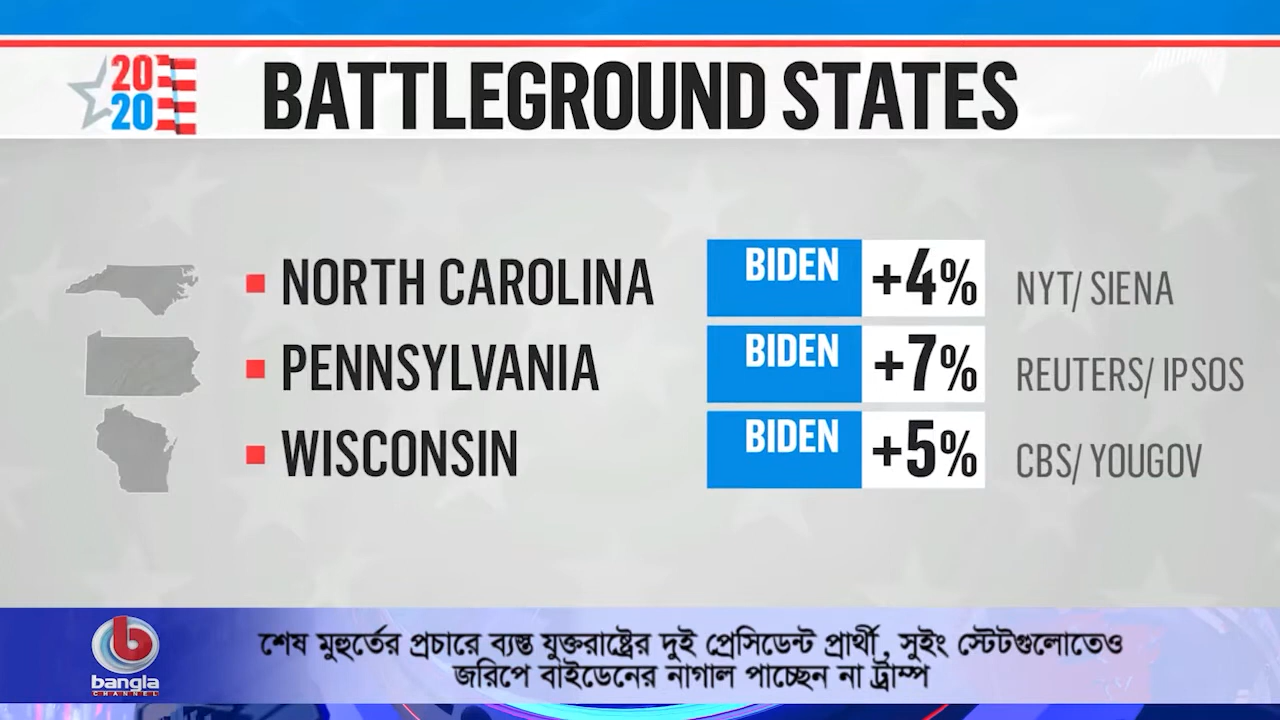 2020
BATTLEGROUND STATES
NORTH CAROLINA BIDEN +4% NYT/ SIENA
PENNSYLVANIA BIDEN +7% REUTERS/ IPSOS
WISCONSIN BIDEN +5% CBS/ YOUGOV
b
bangla
CHANNEL
শেষ মুহুর্তের প্রচারে ব্যস্ত যুক্তরাষ্ট্রের দুই প্রেসিডেন্ট প্রার্থী, সুইং স্টেটগুলোতেও
জরিপে বাইডেনের নাগাল পাচ্ছেন না ট্রাম্প